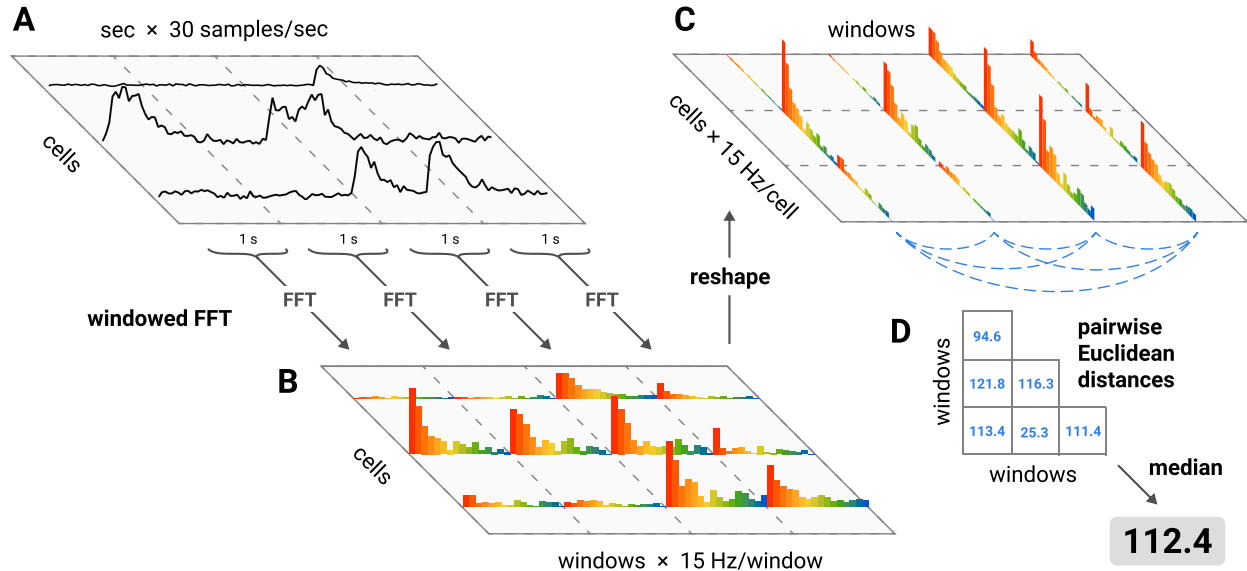 A
sec × 30 samples/sec
cells
1 s
1 s
1 s
1 s
FFT
FFT
FFT
FFT
windowed FFT
B
cells
windows × 15 Hz/window
reshape
C
windows
cells × 15 Hz/cell
D
windows
94.6
121.8 116.3
113.4 25.3 111.4
windows
pairwise
Euclidean
distances
median
112.4